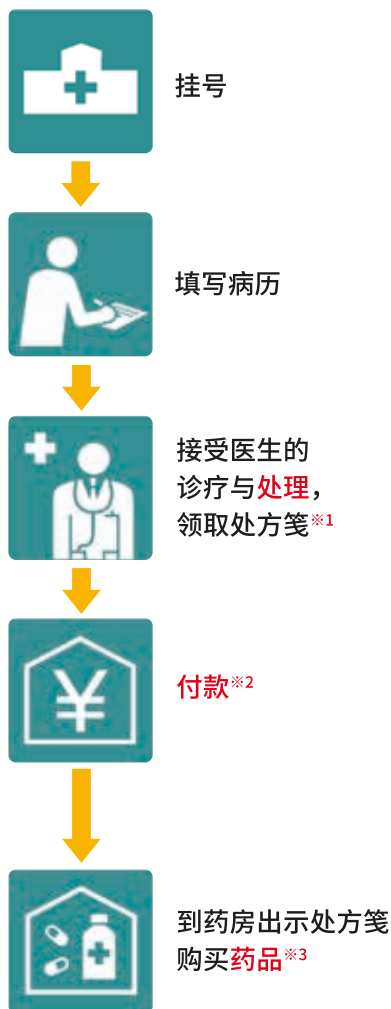 挂号
填写病历
接受医生的
诊疗与处理，
领取处方笺※1
¥
付款※2
到药房出示处方笺
购买药品※3